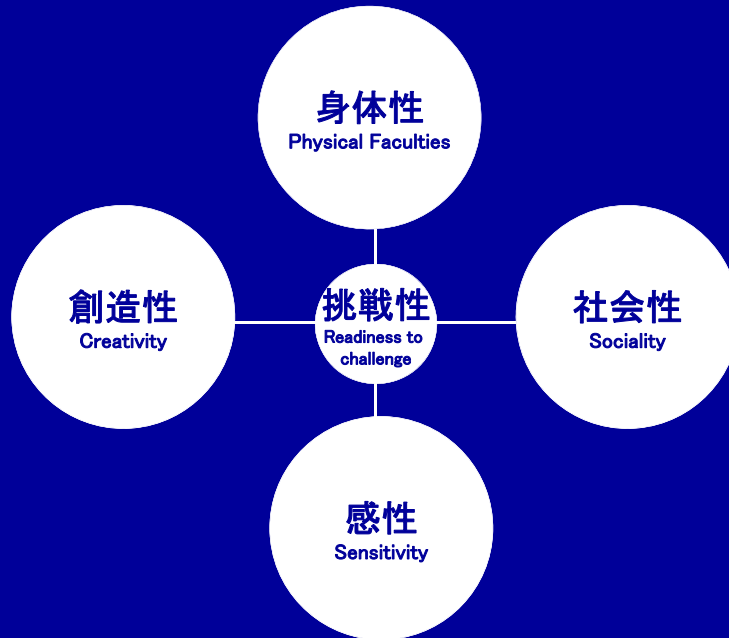 身体性
Physical Faculties
創造性
Creativity
挑戦性
Readiness to
challenge
社会性
Sociality
感性
Sensitivity